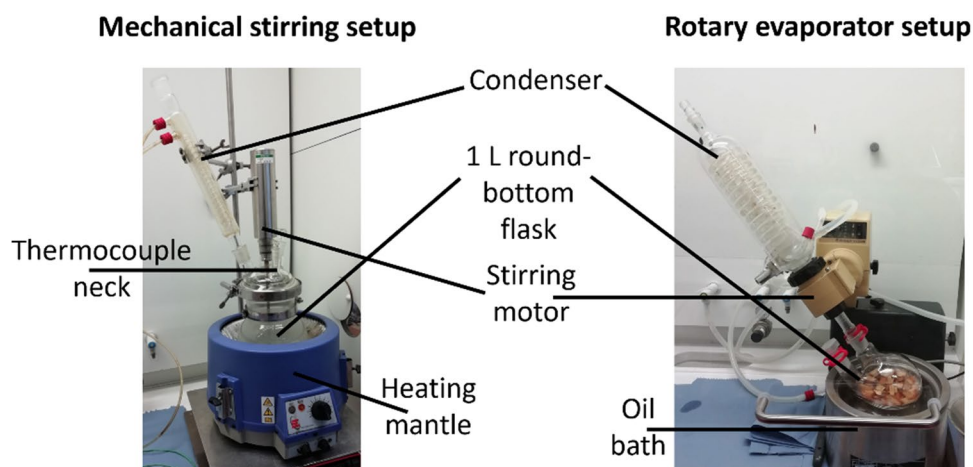 Mechanical stirring setup
Rotary evaporator setup
Condenser
1 L round-
bottom
flask
Thermocouple
neck
Stirring
motor
Heating
mantle
Oil
bath